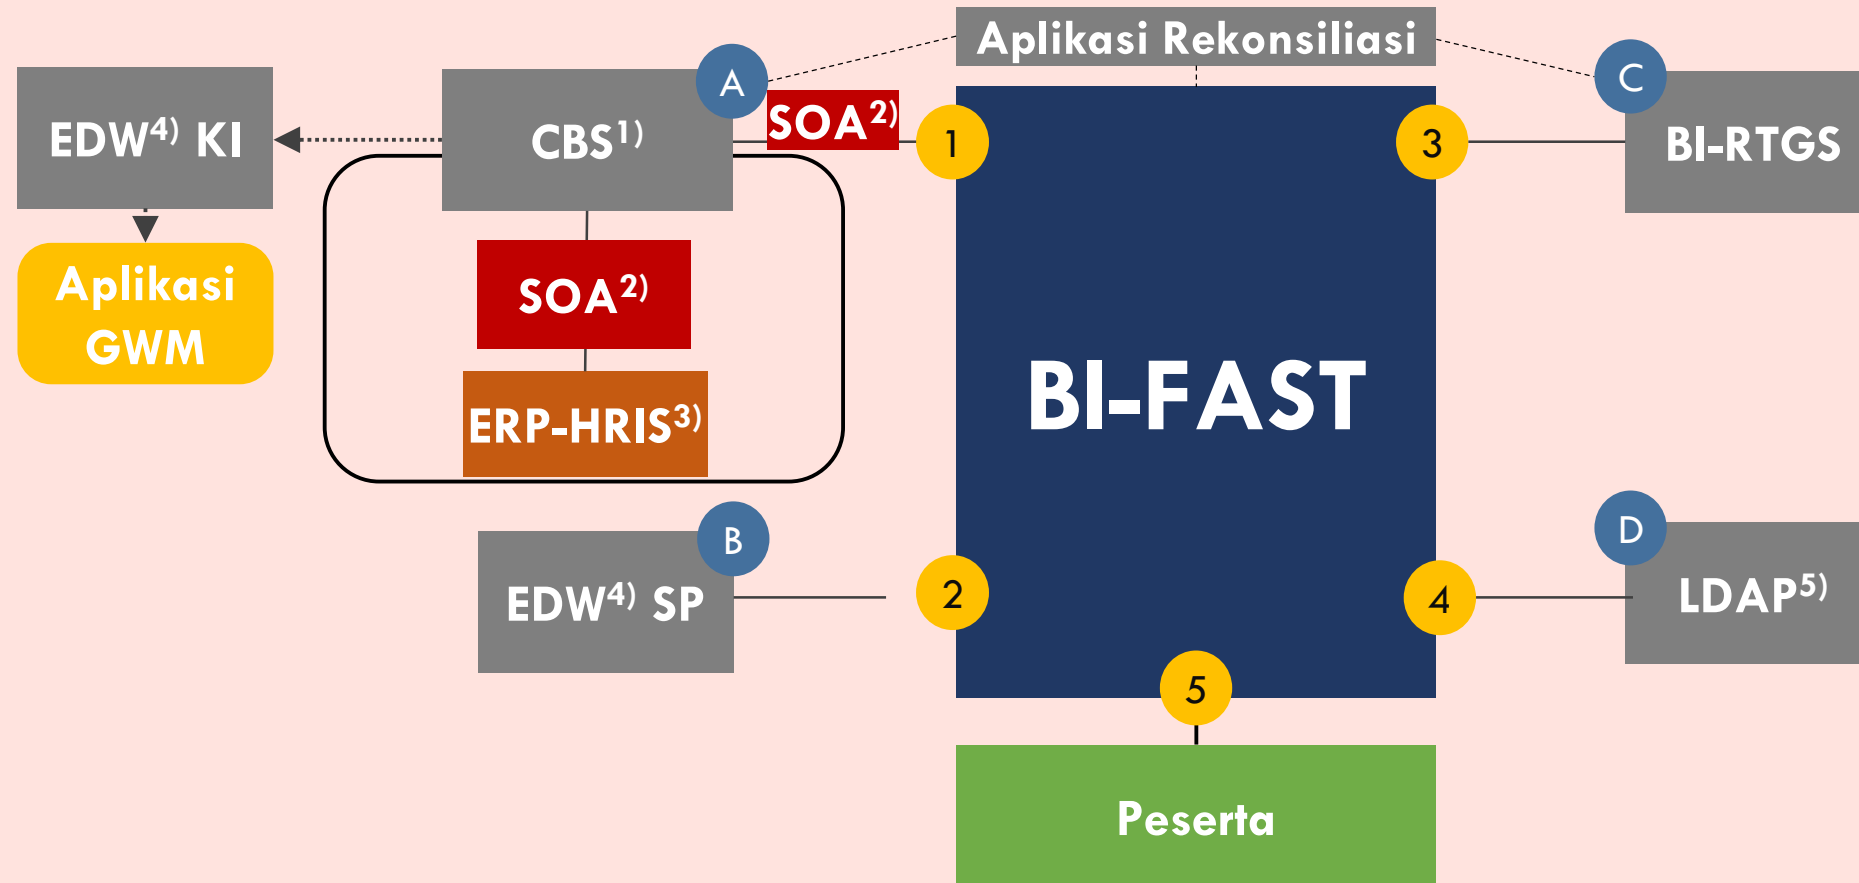 Aplikasi Rekonsiliasi
EDW⁴⁾ KI
CBS¹⁾
A
SOA²⁾
1
3
C
BI-RTGS
Aplikasi
GWM
SOA²⁾
ERP-HRIS³⁾
BI-FAST
B
EDW⁴⁾ SP
2
4
D
LDAP⁵⁾
5
Peserta